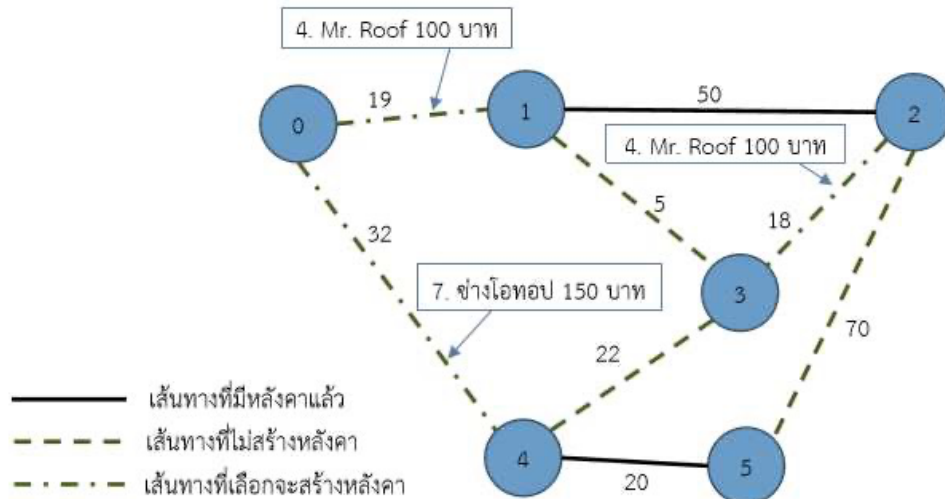 4. Mr. Roof 100 บาท
19
50
0
1
2
4. Mr. Roof 100 บาท
5
18
32
7. ช่างโอทอป 150 บาท
3
22
70
เส้นทางที่มีหลังคาแล้ว
เส้นทางที่ไม่สร้างหลังคา
4
5
20
เส้นทางที่เลือกจะสร้างหลังคา